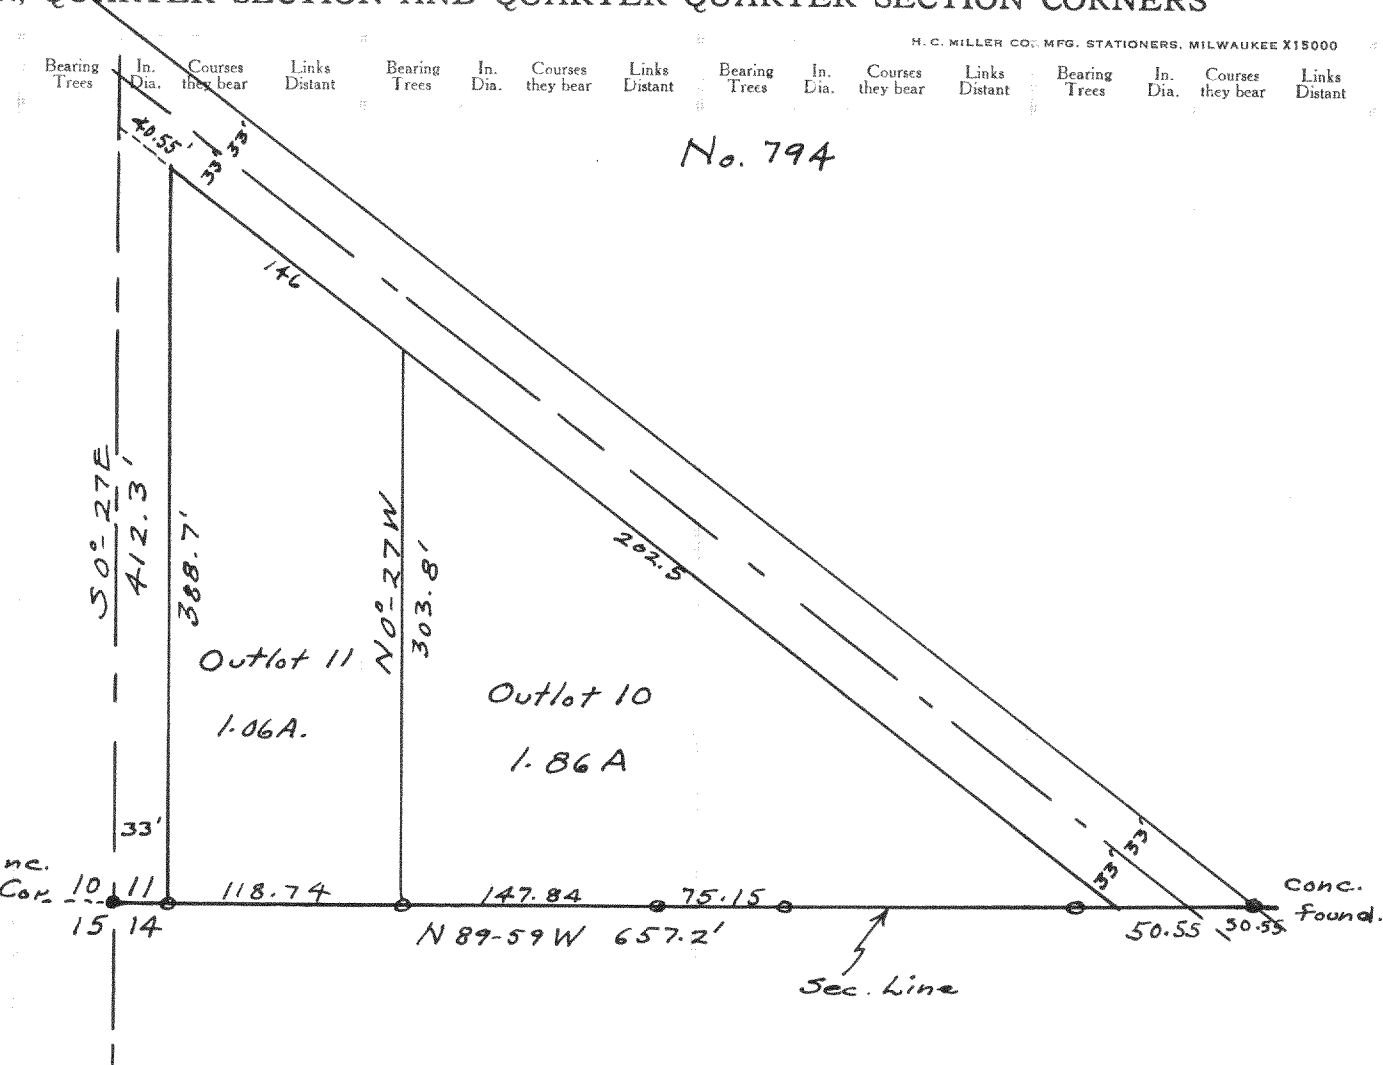 QUARTER SECTION AND QUARTER QUARTER SECTION CORNERS
H. C. MILLER CO., MFG. STATIONERS, MILWAUKEE X15000
Bearing Trees In. Dia. Courses they bear Links Distant Bearing Trees In. Dia. Courses they bear Links Distant Bearing Trees In. Dia. Courses they bear Links Distant Bearing Trees In. Dia. Courses they bear Links Distant
No. 794
40.55'
33'
33'
146
S 0°-27E
412.3'
388.7'
N 0°-27 W
303.8'
202.5
Outlot 11
1.06A.
Outlot 10
1.86 A
33'
33'
33'
nc.
Cor. 10 11
15 14
118.74
147.84
75.15
Conc.
found.
N 89-59 W 657.2'
50.55
50.55
Sec. Line